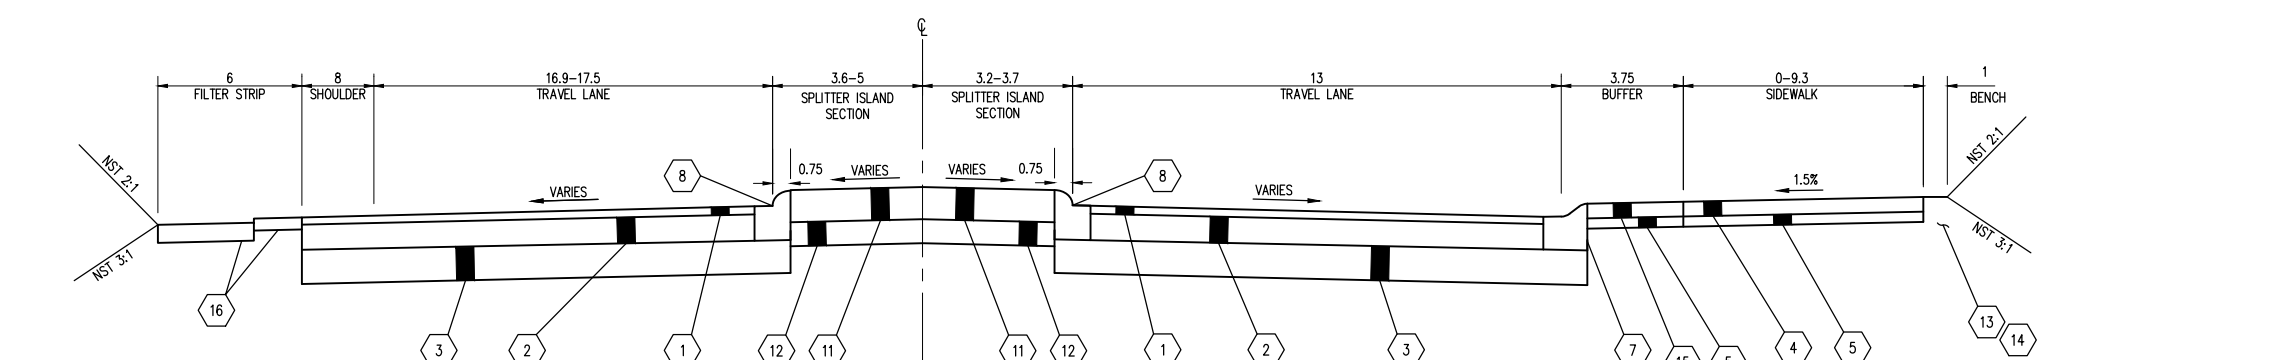 ℄
6
8
16.9–17.5
3.6–5
3.2–3.7
13
3.75
0–9.3
1
FILTER STRIP
SHOULDER
TRAVEL LANE
SPLITTER ISLAND
SECTION
SPLITTER ISLAND
SECTION
TRAVEL LANE
BUFFER
SIDEWALK
BENCH
NST 2:1
NST 2:1
8
0.75
VARIES
VARIES
0.75
8
VARIES
VARIES
1.5%
NST 3:1
NST 3:1
16
13
14
3
2
1
12
11
11
12
1
2
3
7
15
5
4
5